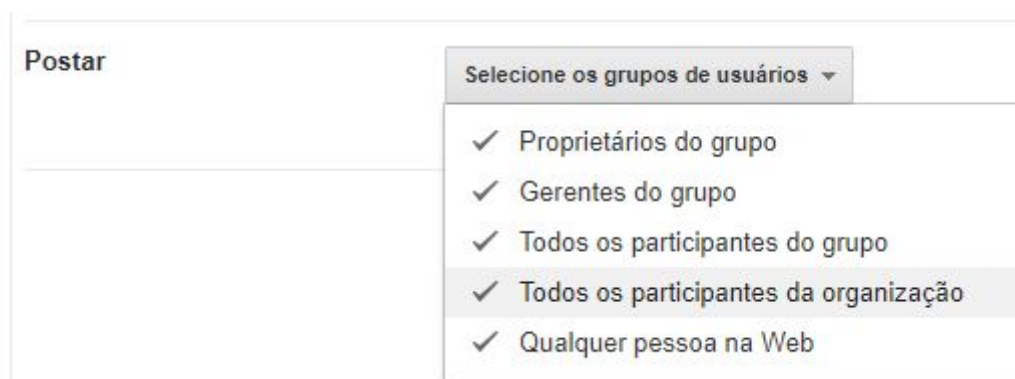 Postar
Selecione os grupos de usuários
Proprietários do grupo
Gerentes do grupo
Todos os participantes do grupo
Todos os participantes da organização
Qualquer pessoa na Web